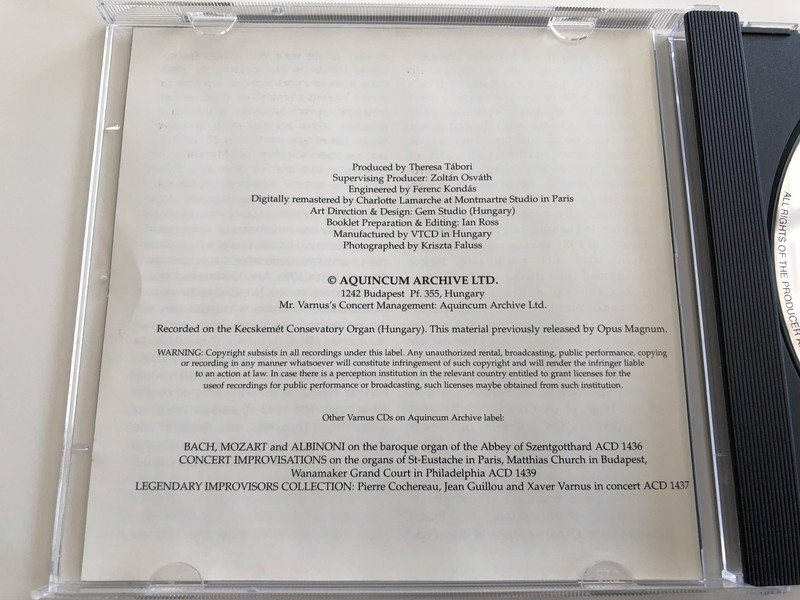 Produced by Theresa Tábori
Supervising Producer: Zoltán Osváth
Engineered by Ferenc Kondás
Digitally remastered by Charlotte Lamarche at Montmartre Studio in Paris
Art Direction & Design: Gem Studio (Hungary)
Booklet Preparation & Editing: Ian Ross
Manufactured by VTCD in Hungary
Photographed by Kriszta Faluss
© AQUINCUM ARCHIVE LTD.
1242 Budapest Pf. 355, Hungary
Mr. Varnus's Concert Management: Aquincum Archive Ltd.
Recorded on the Kecskemét Consevatory Organ (Hungary). This material previously released by Opus Magnum.
WARNING: Copyright subsists in all recordings under this label. Any unauthorized rental, broadcasting, public performance, copying
or recording in any manner whatsoever will constitute infringement of such copyright and will render the infringer liable
to an action at law. In case there is a perception institution in the relevant country entitled to grant licenses for the
useof recordings for public performance or broadcasting, such licenses maybe obtained from such institution.
Other Varnus CDs on Aquincum Archive label:
BACH, MOZART and ALBINONI on the baroque organ of the Abbey of Szentgotthard ACD 1436
CONCERT IMPROVISATIONS on the organs of St-Eustache in Paris, Matthias Church in Budapest,
Wanamaker Grand Court in Philadelphia ACD 1439
LEGENDARY IMPROVISORS COLLECTION: Pierre Cochereau, Jean Guillou and Xaver Varnus in concert ACD 1437
ALL RIGHTS OF THE PRODUCER